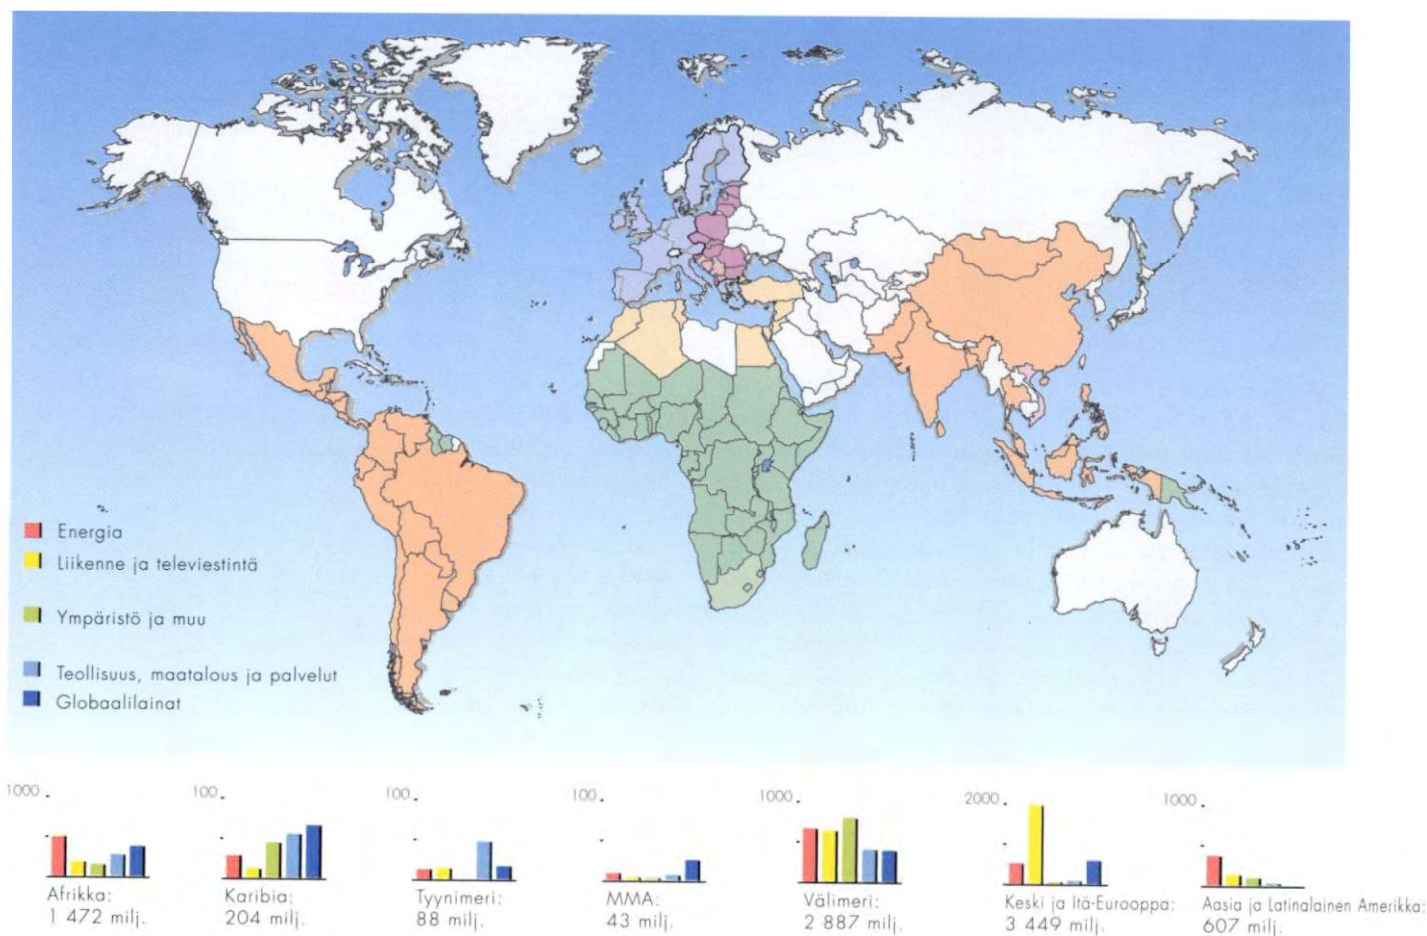 Energia
Liikenne ja televiestintä
Ympäristö ja muu
Teollisuus, maatalous ja palvelut
Globaalilainat
1000
100
100
100
1000
2000
1000
Afrikka:
1 472 milj.
Karibia:
204 milj.
Tyynimeri:
88 milj.
MMA:
43 milj.
Välimeri:
2 887 milj.
Keski ja Itä-Eurooppa:
3 449 milj.
Aasia ja Latinalainen Amerikka:
607 milj.